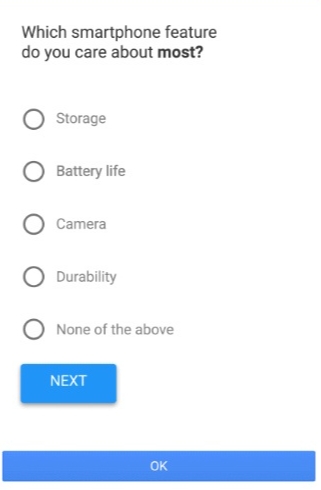 Which smartphone feature
do you care about most?
Storage
Battery life
Camera
Durability
None of the above
NEXT
OK